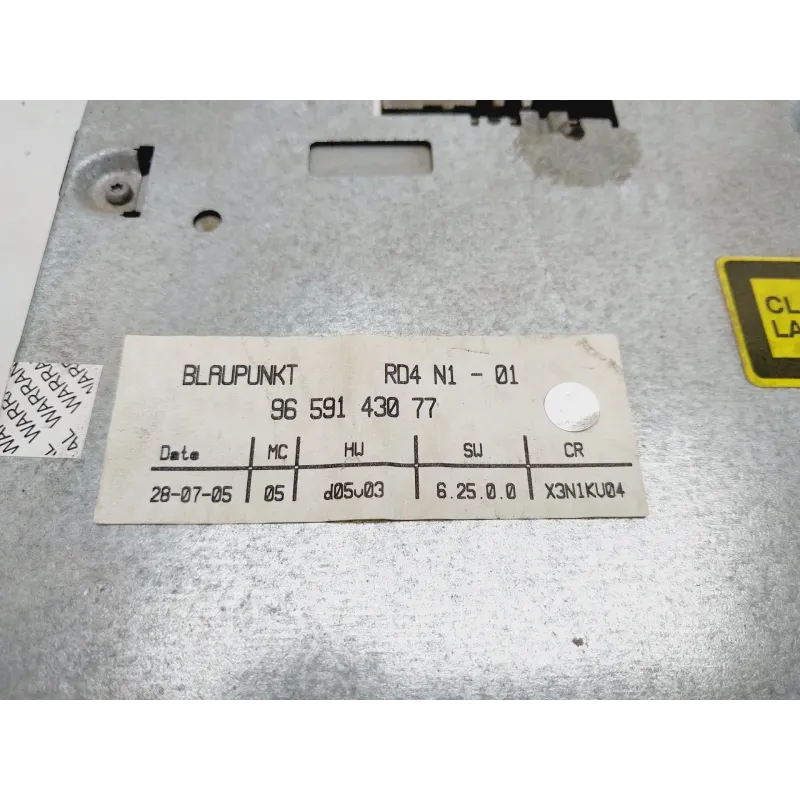 BLAUPUNKT RD4 N1 - 01
96 591 430 77
Date MC HW SW CR
28-07-05 05 d05v03 6.25.0.0 X3N1KU04
CL
LA
WARRAN
WARRAN
WARRAN